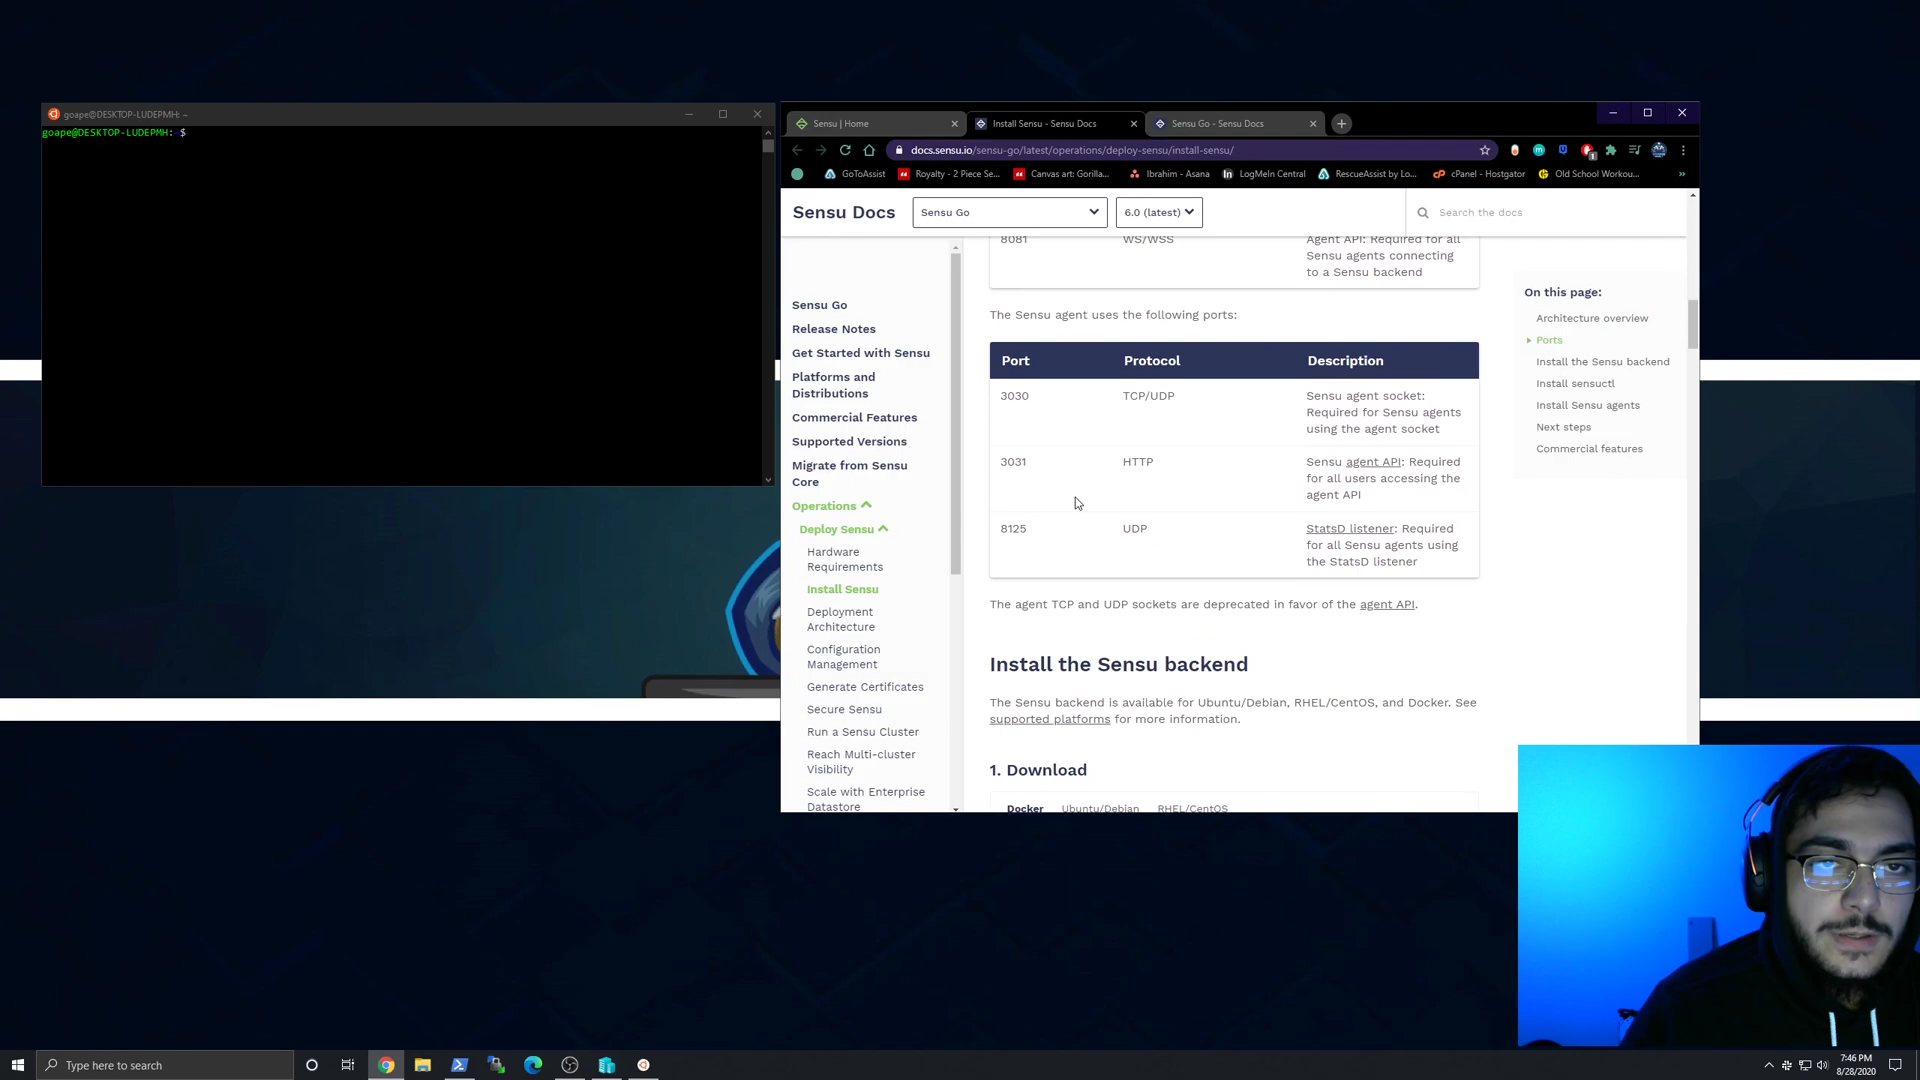 goape@DESKTOP-LUDEPMH: ~
goape@DESKTOP-LUDEPMH:~$
Sensu | Home
Install Sensu - Sensu Docs
Sensu Go - Sensu Docs
docs.sensu.io/sensu-go/latest/operations/deploy-sensu/install-sensu/
GoToAssist
Royalty - 2 Piece Se...
Canvas art: Gorilla...
Ibrahim - Asana
LogMeIn Central
RescueAssist by Lo...
cPanel - Hostgator
Old School Workou...
Sensu Docs
Sensu Go
6.0 (latest)
Search the docs
Sensu Go
Release Notes
Get Started with Sensu
Platforms and
Distributions
Commercial Features
Supported Versions
Migrate from Sensu
Core
Operations
Deploy Sensu
Hardware
Requirements
Install Sensu
Deployment
Architecture
Configuration
Management
Generate Certificates
Secure Sensu
Run a Sensu Cluster
Reach Multi-cluster
Visibility
Scale with Enterprise
Datastore
8081 WS/WSS Agent API: Required for all
Sensu agents connecting
to a Sensu backend
The Sensu agent uses the following ports:
Port Protocol Description
3030 TCP/UDP Sensu agent socket:
Required for Sensu agents
using the agent socket
3031 HTTP Sensu agent API: Required
for all users accessing the
agent API
8125 UDP StatsD listener: Required
for all Sensu agents using
the StatsD listener
The agent TCP and UDP sockets are deprecated in favor of the agent API.
Install the Sensu backend
The Sensu backend is available for Ubuntu/Debian, RHEL/CentOS, and Docker. See
supported platforms for more information.
1. Download
Docker Ubuntu/Debian RHEL/CentOS
On this page:
Architecture overview
Ports
Install the Sensu backend
Install sensuctl
Install Sensu agents
Next steps
Commercial features
Type here to search
7:46 PM
8/28/2020